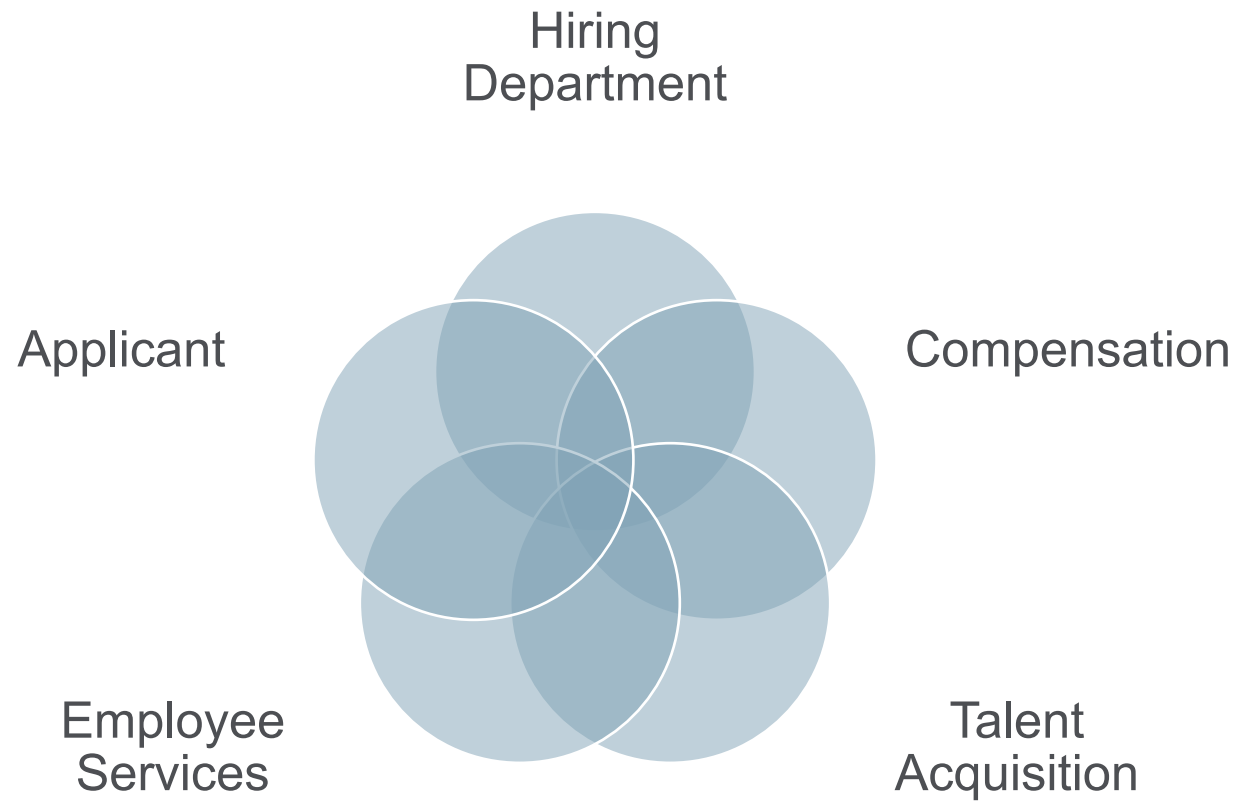 Hiring
Department
Applicant
Compensation
Employee
Services
Talent
Acquisition